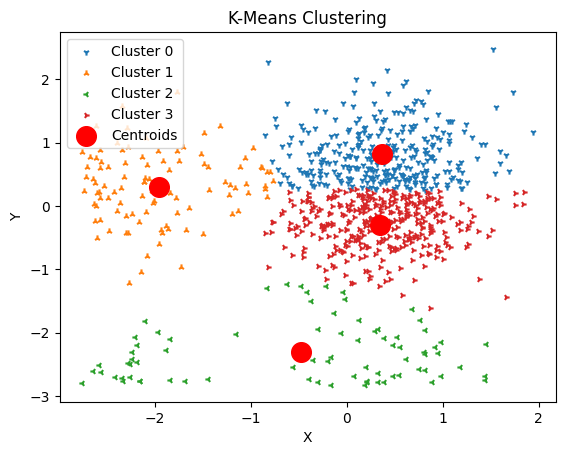 K-Means Clustering
Cluster 0
Cluster 1
Cluster 2
Cluster 3
Centroids
Y
2
1
0
−1
−2
−3
−2
−1
0
1
2
X